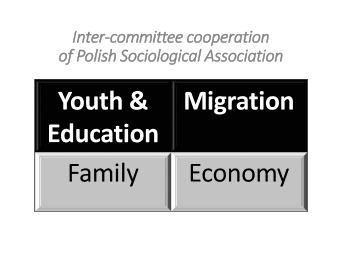 Inter-committee cooperation
of Polish Sociological Association
Youth &
Education
Migration
Family
Economy